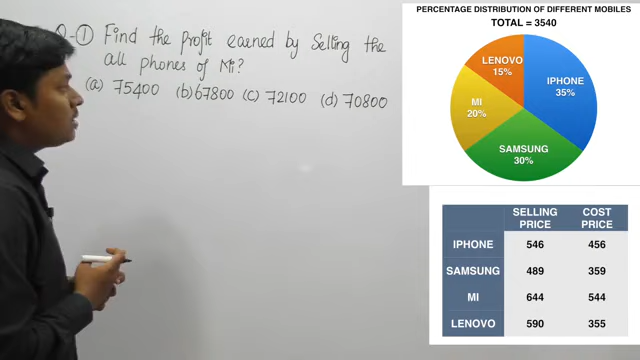 Q-1 Find the Profit earned by Selling the
all phones of Mi?
(a) 75400 (b) 67800 (c) 72100 (d) 70800
PERCENTAGE DISTRIBUTION OF DIFFERENT MOBILES
TOTAL = 3540
LENOVO
15%
IPHONE
35%
MI
20%
SAMSUNG
30%
SELLING PRICE COST PRICE
IPHONE 546 456
SAMSUNG 489 359
MI 644 544
LENOVO 590 355